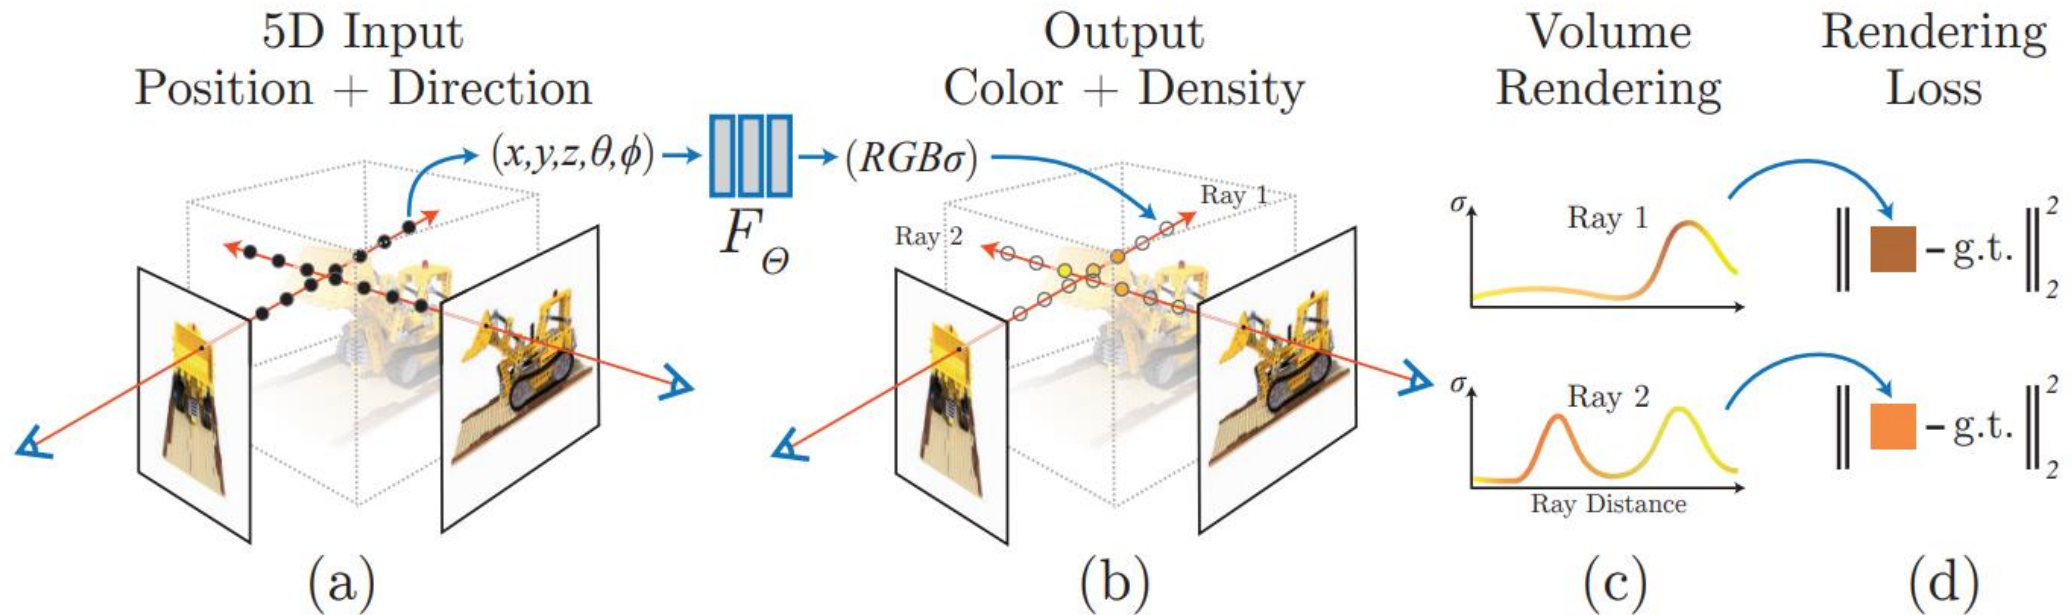 5D Input
Position + Direction
Output
Color + Density
Volume
Rendering
Rendering
Loss
(x,y,z,θ,ϕ)
F_Θ
(RGBσ)
Ray 1
Ray 2
σ
Ray 1
‖ - g.t. ‖²₂
σ
Ray 2
Ray Distance
‖ - g.t. ‖²₂
(a)
(b)
(c)
(d)